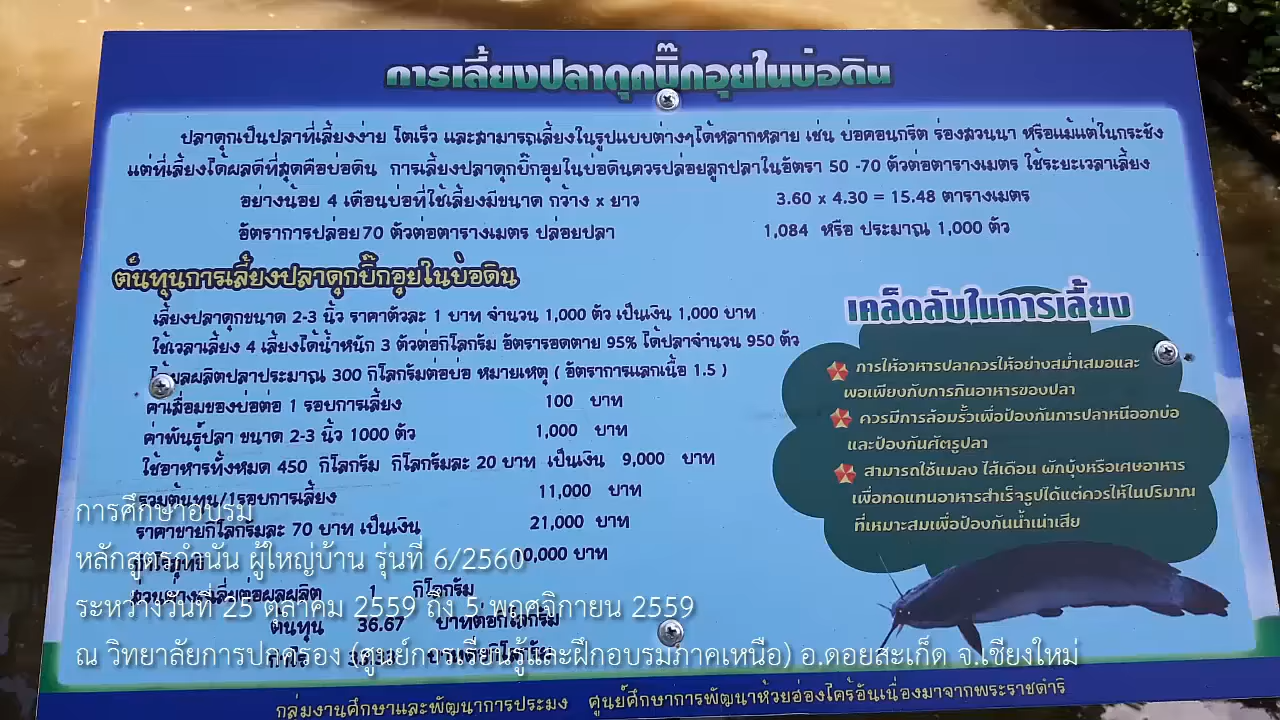 การเลี้ยงปลาดุกบิ๊กอุยในบ่อดิน
ปลาดุกเป็นปลาที่เลี้ยงง่าย โตเร็ว และสามารถเลี้ยงในรูปแบบต่างๆได้หลากหลาย เช่น บ่อคอนกรีต ร่องสวนนา หรือแม้แต่ในกระชัง
แต่ที่เลี้ยงได้ผลดีที่สุดคือบ่อดิน การเลี้ยงปลาดุกบิ๊กอุยในบ่อดินควรปล่อยลูกปลาในอัตรา 50 -70 ตัวต่อตารางเมตร ใช้ระยะเวลาเลี้ยง
อย่างน้อย 4 เดือนบ่อที่ใช้เลี้ยงมีขนาด กว้าง x ยาว 3.60 x 4.30 = 15.48 ตารางเมตร
อัตราการปล่อย70 ตัวต่อตารางเมตร ปล่อยปลา 1,084 หรือ ประมาณ 1,000 ตัว
ต้นทุนการเลี้ยงปลาดุกบิ๊กอุยในบ่อดิน
เลี้ยงปลาดุกขนาด 2-3 นิ้ว ราคาตัวละ 1 บาท จำนวน 1,000 ตัว เป็นเงิน 1,000 บาท
ใช้เวลาเลี้ยง 4 เลี้ยงได้น้ำหนัก 3 ตัวต่อกิโลกรัม อัตรารอดตาย 95% ได้ปลาจำนวน 950 ตัว
ได้ผลผลิตปลาประมาณ 300 กิโลกรัมต่อบ่อ หมายเหตุ ( อัตราการแลกเนื้อ 1.5 )
ค่าเสื่อมของบ่อต่อ 1 รอบการเลี้ยง 100 บาท
ค่าพันธุ์ปลา ขนาด 2-3 นิ้ว 1000 ตัว 1,000 บาท
ใช้อาหารทั้งหมด 450 กิโลกรัม กิโลกรัมละ 20 บาท เป็นเงิน 9,000 บาท
รวมต้นทุน/1รอบการเลี้ยง 11,000 บาท
ราคาขายกิโลกรัมละ 70 บาท เป็นเงิน 21,000 บาท
กำไรสุทธิ 10,000 บาท
ผลผลิต 1 กิโลกรัม
ต้นทุน 36.67 บาทต่อกิโลกรัม
กำไร
เคล็ดลับในการเลี้ยง
การให้อาหารปลาควรให้อย่างสม่ำเสมอและ
พอเพียงกับการกินอาหารของปลา
ควรมีการล้อมรั้วเพื่อป้องกันการปลาหนีออกบ่อ
และป้องกันศัตรูปลา
สามารถใช้แมลง ไส้เดือน ผักบุ้งหรือเศษอาหาร
เพื่อทดแทนอาหารสำเร็จรูปได้แต่ควรให้ในปริมาณ
ที่เหมาะสมเพื่อป้องกันน้ำเน่าเสีย
การศึกษาอบรม
หลักสูตรกำนัน ผู้ใหญ่บ้าน รุ่นที่ 6/2560
ระหว่างวันที่ 25 ตุลาคม 2559 ถึง 5 พฤศจิกายน 2559
ณ วิทยาลัยการปกครอง (ศูนย์การเรียนรู้และฝึกอบรมภาคเหนือ) อ.ดอยสะเก็ด จ.เชียงใหม่
กลุ่มงานศึกษาและพัฒนาการประมง ศูนย์ศึกษาการพัฒนาห้วยฮ่องไคร้อันเนื่องมาจากพระราชดำริ